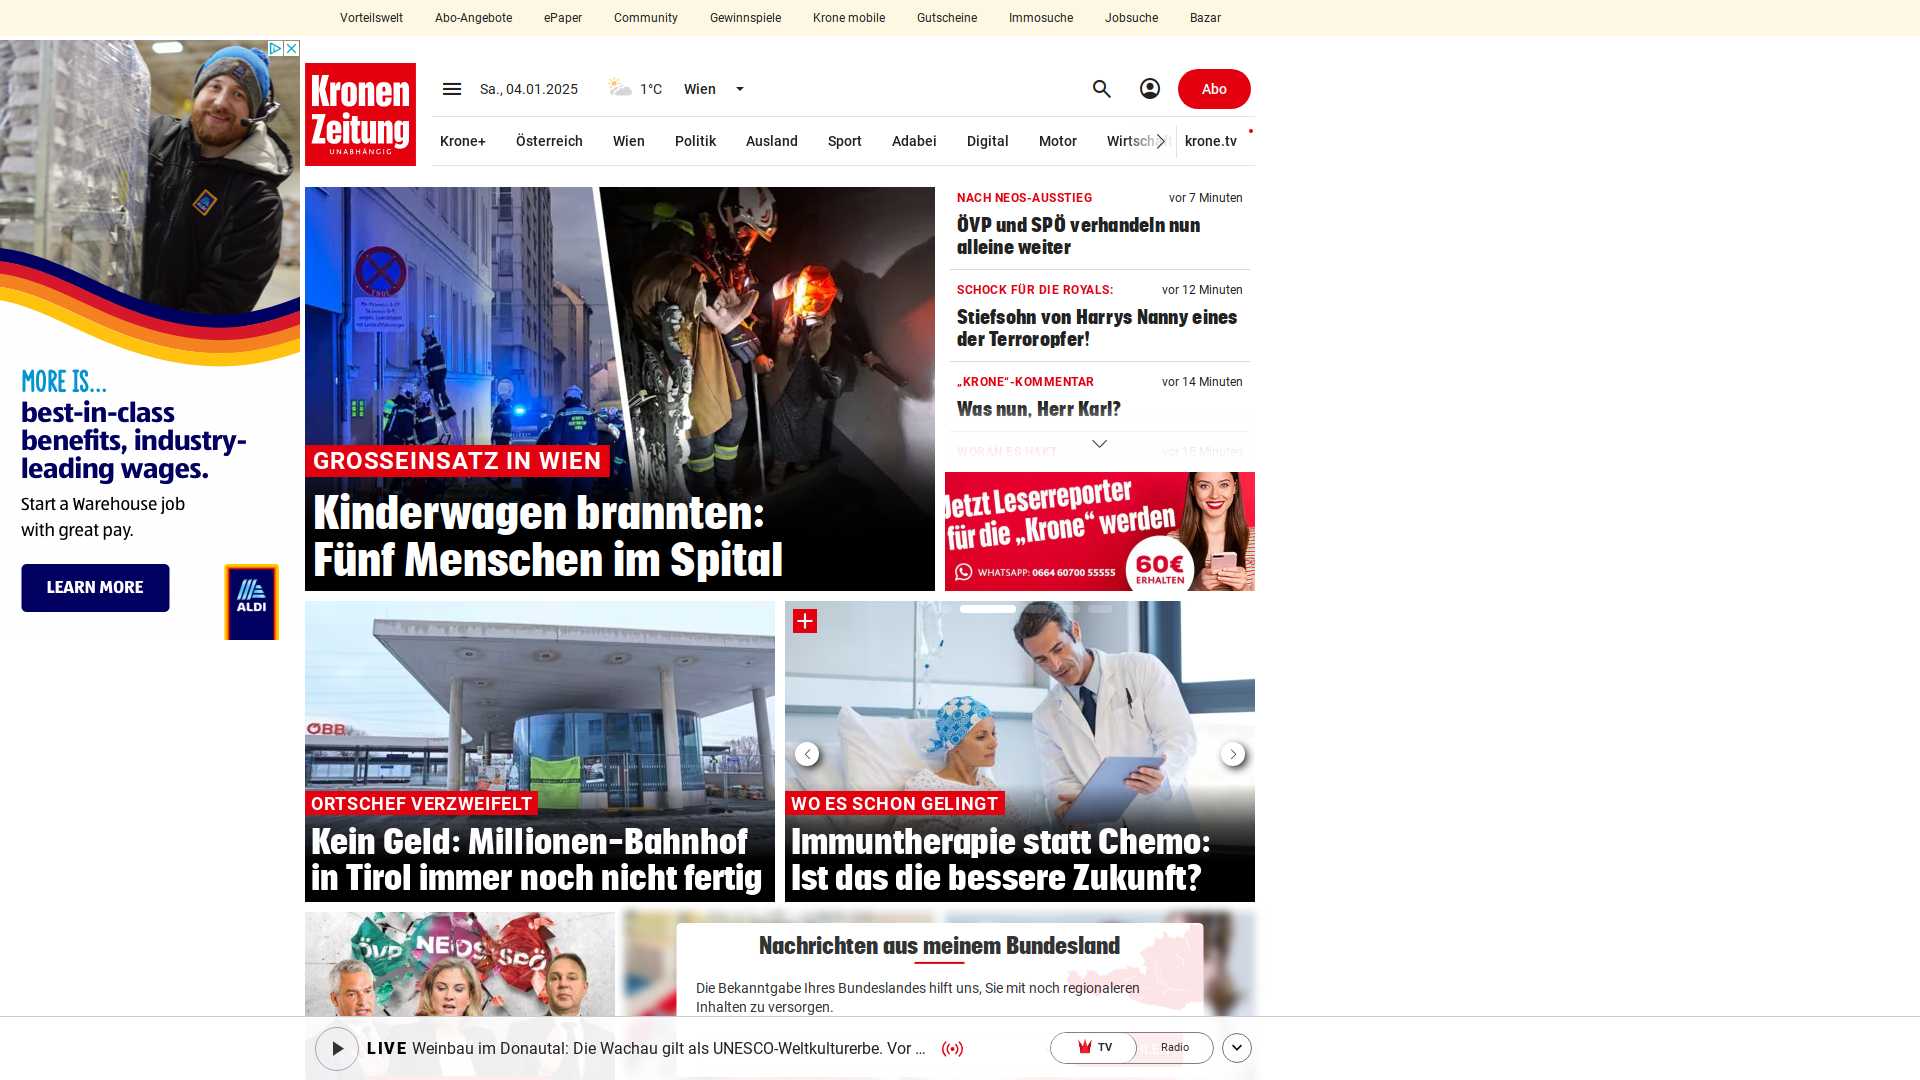 Vorteilswelt
Abo-Angebote
ePaper
Community
Gewinnspiele
Krone mobile
Gutscheine
Immosuche
Jobsuche
Bazar
Kronen
Zeitung
UNABHÄNGIG
Sa., 04.01.2025
1°C
Wien
Abo
Krone+
Österreich
Wien
Politik
Ausland
Sport
Adabei
Digital
Motor
Wirtschaft
krone.tv
MORE IS...
best-in-class
benefits, industry-
leading wages.
Start a Warehouse job
with great pay.
LEARN MORE
ALDI
GROSSEINSATZ IN WIEN
Kinderwagen brannten:
Fünf Menschen im Spital
NACH NEOS-AUSSTIEG
vor 7 Minuten
ÖVP und SPÖ verhandeln nun
alleine weiter
SCHOCK FÜR DIE ROYALS:
vor 12 Minuten
Stiefsohn von Harrys Nanny eines
der Terroropfer!
„KRONE“-KOMMENTAR
vor 14 Minuten
Was nun, Herr Karl?
WORAN ES HAKT
vor 15 Minuten
Jetzt Leserreporter
für die „Krone“ werden
WHATSAPP: 0664 60700 55555
60€
ERHALTEN
ÖBB
ORTSCHEF VERZWEIFELT
Kein Geld: Millionen-Bahnhof
in Tirol immer noch nicht fertig
WO ES SCHON GELINGT
Immuntherapie statt Chemo:
Ist das die bessere Zukunft?
ÖVP NEOS SPÖ
Nachrichten aus meinem Bundesland
Die Bekanntgabe Ihres Bundeslandes hilft uns, Sie mit noch regionaleren
Inhalten zu versorgen.
LIVE Weinbau im Donautal: Die Wachau gilt als UNESCO-Weltkulturerbe. Vor ...
TV
Radio